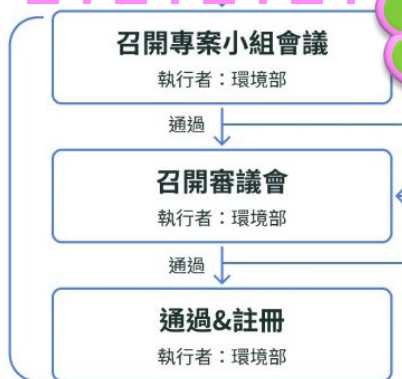 召開專案小組會議
執行者：環境部
通過
召開審議會
執行者：環境部
通過
通過&註冊
執行者：環境部